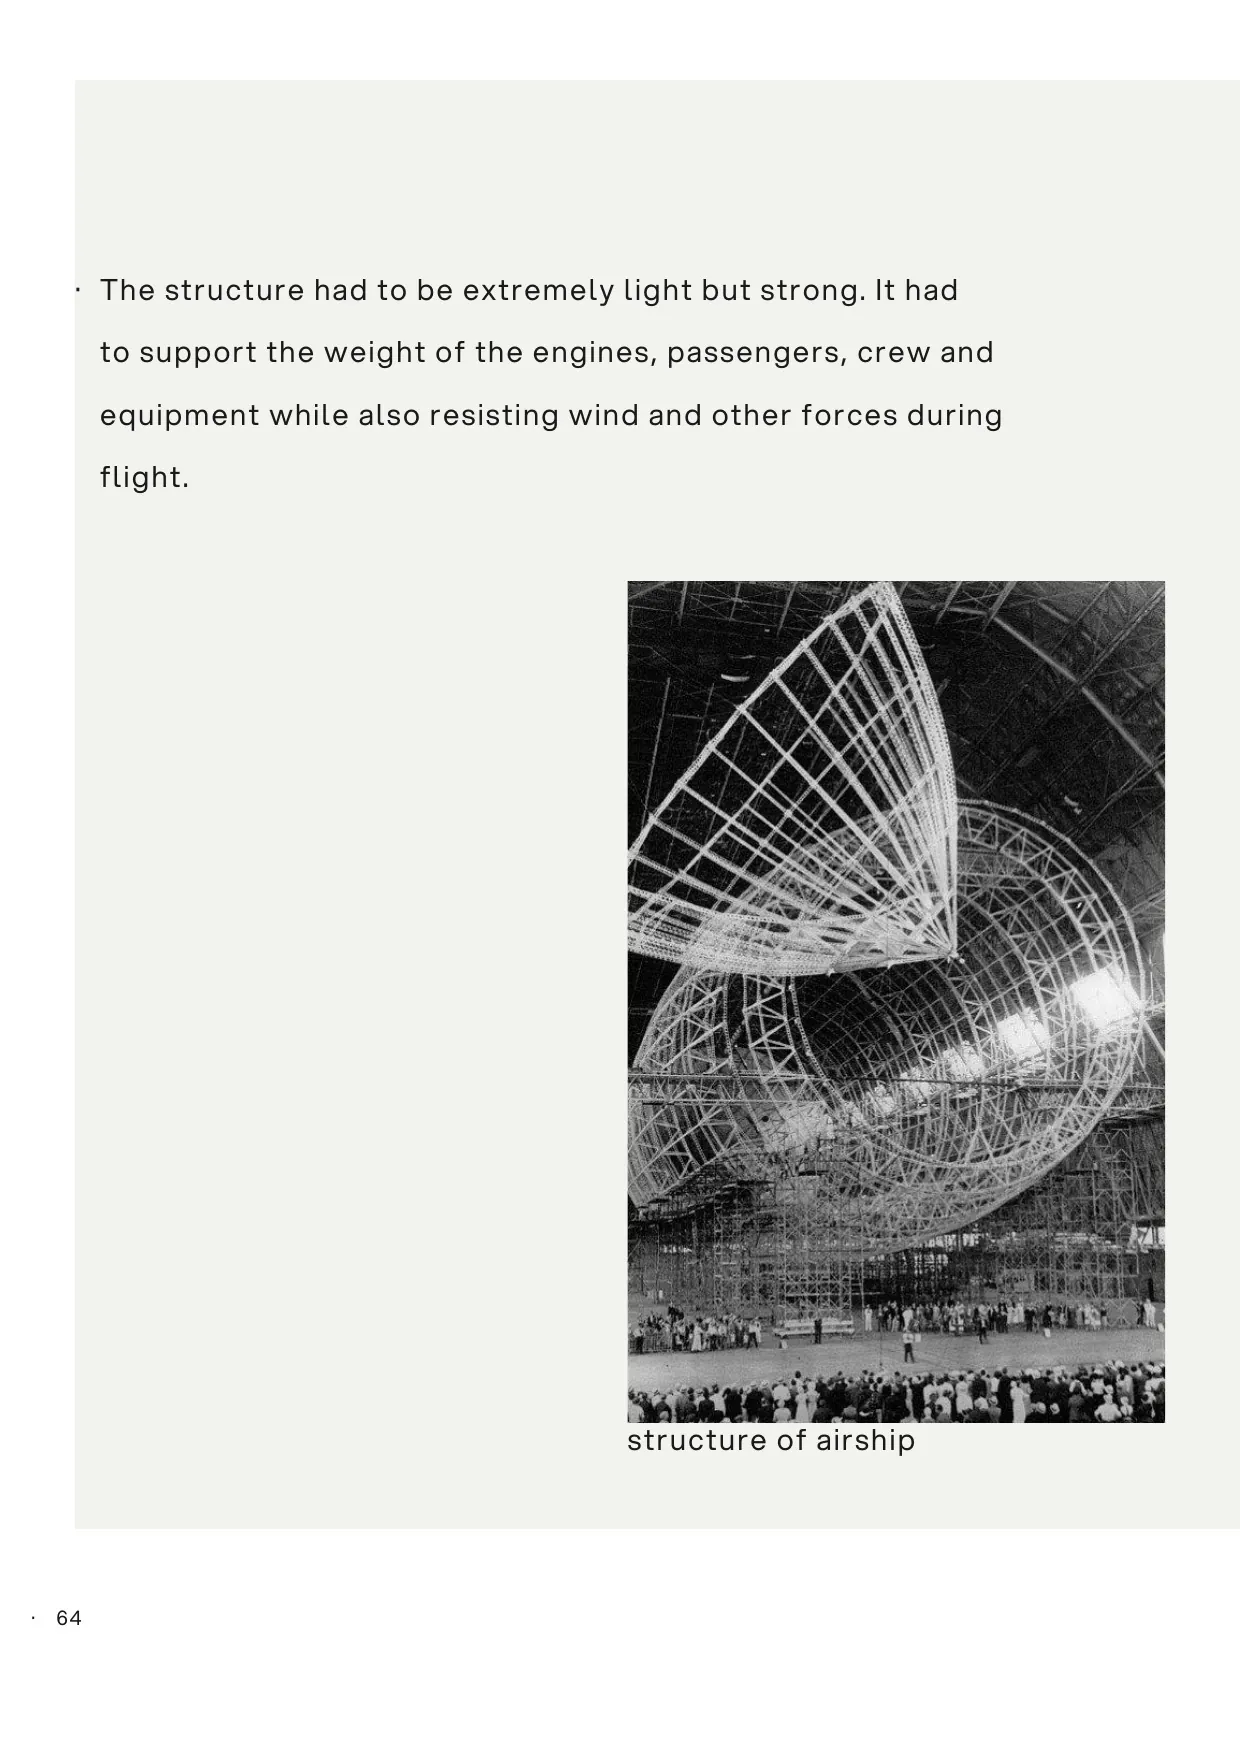 · The structure had to be extremely light but strong. It had
to support the weight of the engines, passengers, crew and
equipment while also resisting wind and other forces during
flight.
structure of airship
· 64